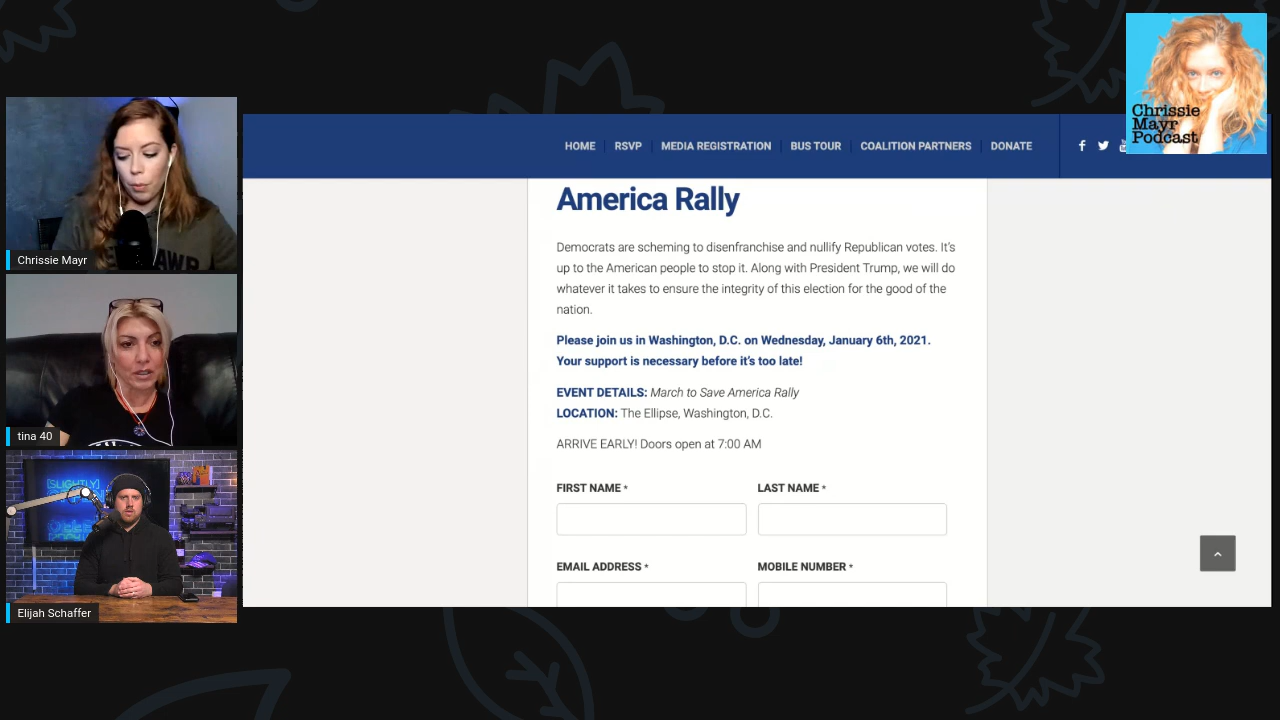 Chrissie
Mayr
Podcast
HOME RSVP MEDIA REGISTRATION BUS TOUR COALITION PARTNERS DONATE
America Rally
Democrats are scheming to disenfranchise and nullify Republican votes. It's
up to the American people to stop it. Along with President Trump, we will do
whatever it takes to ensure the integrity of this election for the good of the
nation.
Please join us in Washington, D.C. on Wednesday, January 6th, 2021.
Your support is necessary before it's too late!
EVENT DETAILS: March to Save America Rally
LOCATION: The Ellipse, Washington, D.C.
ARRIVE EARLY! Doors open at 7:00 AM
FIRST NAME * LAST NAME *
EMAIL ADDRESS * MOBILE NUMBER *
Chrissie Mayr
tina 40
[SLIGHTLY]
Elijah Schaffer